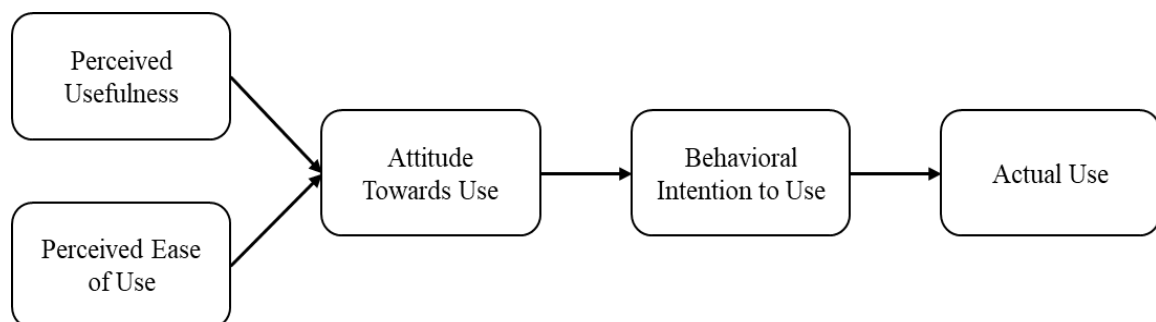 Perceived
Usefulness
Attitude
Towards Use
Behavioral
Intention to Use
Actual Use
Perceived Ease
of Use